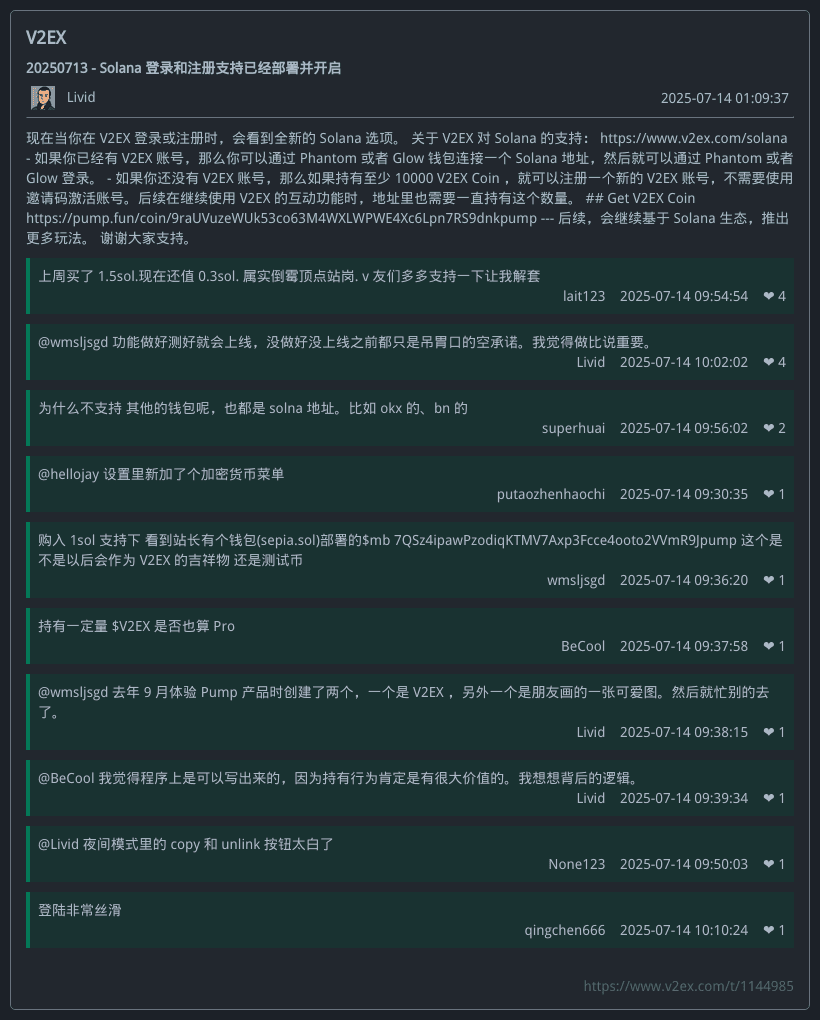 V2EX
20250713 - Solana 登录和注册支持已经部署并开启
Livid
2025-07-14 01:09:37
现在当你在 V2EX 登录或注册时，会看到全新的 Solana 选项。 关于 V2EX 对 Solana 的支持： https://www.v2ex.com/solana
- 如果你已经有 V2EX 账号，那么你可以通过 Phantom 或者 Glow 钱包连接一个 Solana 地址，然后就可以通过 Phantom 或者
Glow 登录。 - 如果你还没有 V2EX 账号，那么如果持有至少 10000 V2EX Coin ，就可以注册一个新的 V2EX 账号，不需要使用
邀请码激活账号。后续在继续使用 V2EX 的互动功能时，地址里也需要一直持有这个数量。 ## Get V2EX Coin
https://pump.fun/coin/9raUVuzeWUk53co63M4WXLWPWE4Xc6Lpn7RS9dnkpump --- 后续，会继续基于 Solana 生态，推出
更多玩法。 谢谢大家支持。
上周买了 1.5sol.现在还值 0.3sol. 属实倒霉顶点站岗. v 友们多多支持一下让我解套
lait123 2025-07-14 09:54:54 ❤ 4
@wmsljsgd 功能做好测好就会上线，没做好没上线之前都只是吊胃口的空承诺。我觉得做比说重要。
Livid 2025-07-14 10:02:02 ❤ 4
为什么不支持 其他的钱包呢，也都是 solna 地址。比如 okx 的、bn 的
superhuai 2025-07-14 09:56:02 ❤ 2
@hellojay 设置里新加了个加密货币菜单
putaozhenhaochi 2025-07-14 09:30:35 ❤ 1
购入 1sol 支持下 看到站长有个钱包(sepia.sol)部署的$mb 7QSz4ipawPzodiqKTMV7Axp3Fcce4ooto2VVmR9Jpump 这个是
不是以后会作为 V2EX 的吉祥物 还是测试币
wmsljsgd 2025-07-14 09:36:20 ❤ 1
持有一定量 $V2EX 是否也算 Pro
BeCool 2025-07-14 09:37:58 ❤ 1
@wmsljsgd 去年 9 月体验 Pump 产品时创建了两个，一个是 V2EX ，另外一个是朋友画的一张可爱图。然后就忙别的去
了。
Livid 2025-07-14 09:38:15 ❤ 1
@BeCool 我觉得程序上是可以写出来的，因为持有行为肯定是有很大价值的。我想想背后的逻辑。
Livid 2025-07-14 09:39:34 ❤ 1
@Livid 夜间模式里的 copy 和 unlink 按钮太白了
None123 2025-07-14 09:50:03 ❤ 1
登陆非常丝滑
qingchen666 2025-07-14 10:10:24 ❤ 1
https://www.v2ex.com/t/1144985